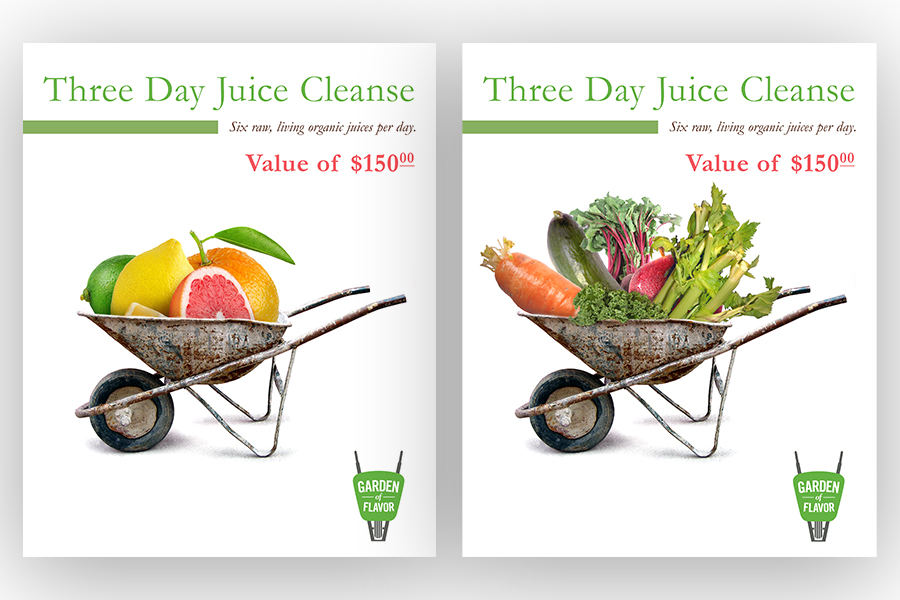 Three Day Juice Cleanse
Six raw, living organic juices per day.
Value of $15000
GARDEN
of
FLAVOR
Three Day Juice Cleanse
Six raw, living organic juices per day.
Value of $15000
GARDEN
of
FLAVOR